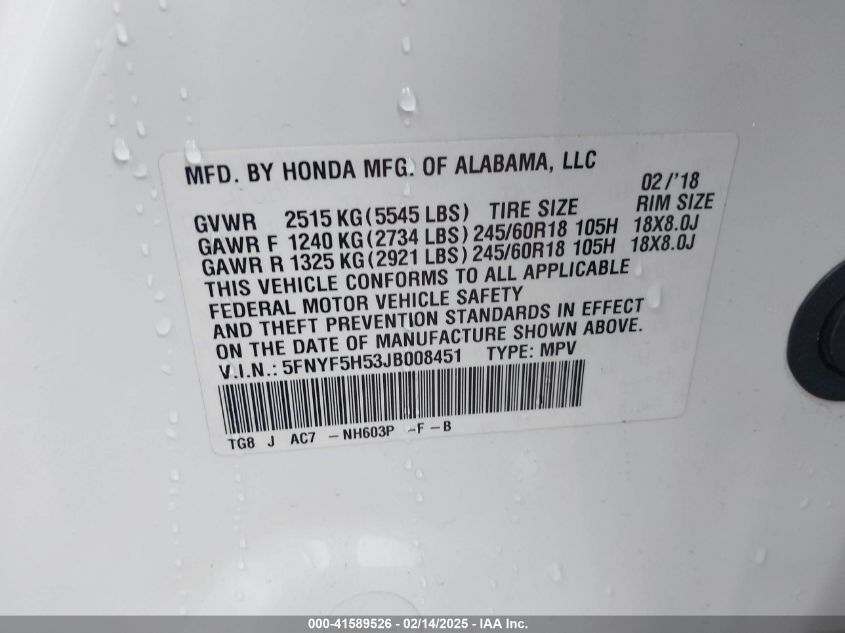 MFD. BY HONDA MFG. OF ALABAMA, LLC
02/'18
GVWR 2515 KG (5545 LBS) TIRE SIZE RIM SIZE
GAWR F 1240 KG (2734 LBS) 245/60R18 105H 18X8.0J
GAWR R 1325 KG (2921 LBS) 245/60R18 105H 18X8.0J
THIS VEHICLE CONFORMS TO ALL APPLICABLE
FEDERAL MOTOR VEHICLE SAFETY
AND THEFT PREVENTION STANDARDS IN EFFECT
ON THE DATE OF MANUFACTURE SHOWN ABOVE.
V.I.N.: 5FNYF5H53JB008451 TYPE: MPV
TG8 J AC7 - NH603P -F - B
000-41589526 - 02/14/2025 - IAA Inc.